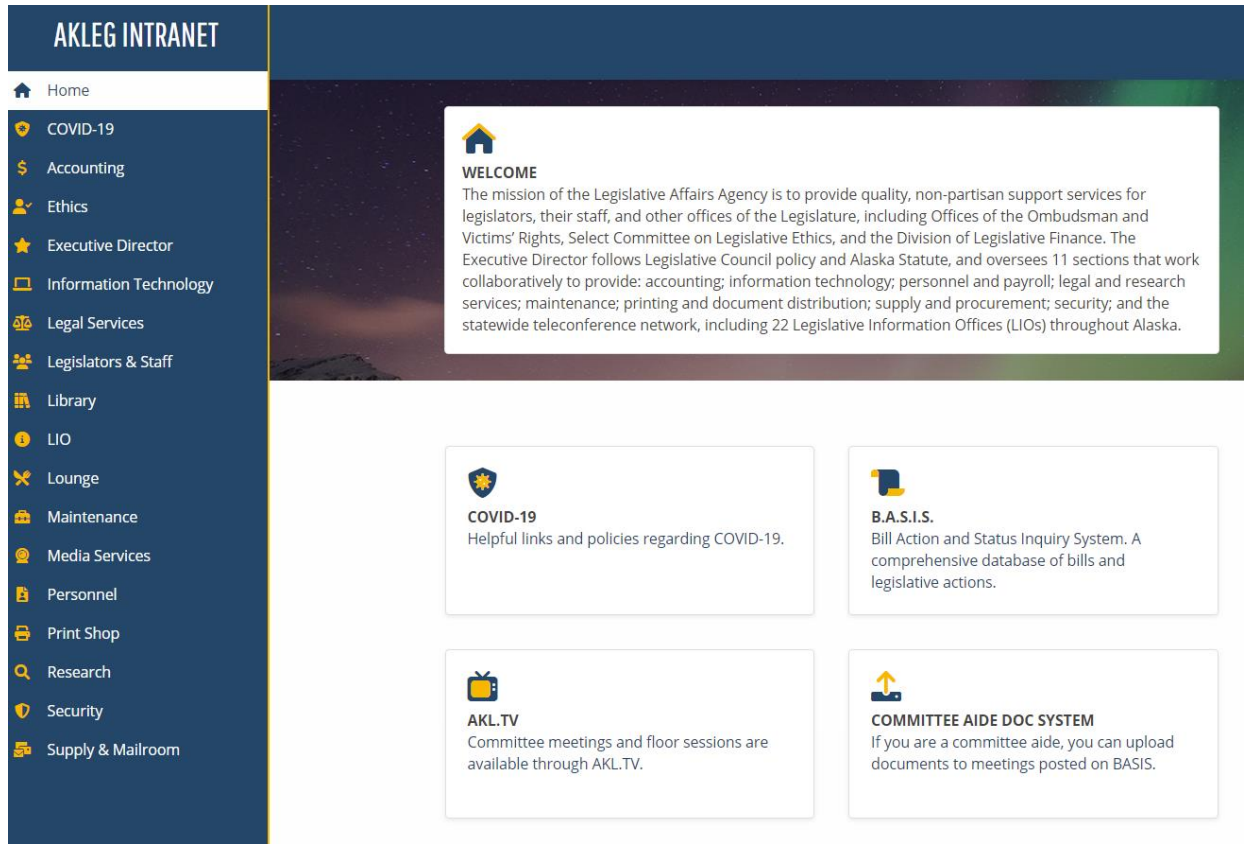 AKLEG INTRANET
Home
COVID-19
Accounting
Ethics
Executive Director
Information Technology
Legal Services
Legislators & Staff
Library
LIO
Lounge
Maintenance
Media Services
Personnel
Print Shop
Research
Security
Supply & Mailroom
WELCOME
The mission of the Legislative Affairs Agency is to provide quality, non-partisan support services for
legislators, their staff, and other offices of the Legislature, including Offices of the Ombudsman and
Victims' Rights, Select Committee on Legislative Ethics, and the Division of Legislative Finance. The
Executive Director follows Legislative Council policy and Alaska Statute, and oversees 11 sections that work
collaboratively to provide: accounting; information technology; personnel and payroll; legal and research
services; maintenance; printing and document distribution; supply and procurement; security; and the
statewide teleconference network, including 22 Legislative Information Offices (LIOs) throughout Alaska.
COVID-19
Helpful links and policies regarding COVID-19.
B.A.S.I.S.
Bill Action and Status Inquiry System. A
comprehensive database of bills and
legislative actions.
AKL.TV
Committee meetings and floor sessions are
available through AKL.TV.
COMMITTEE AIDE DOC SYSTEM
If you are a committee aide, you can upload
documents to meetings posted on BASIS.